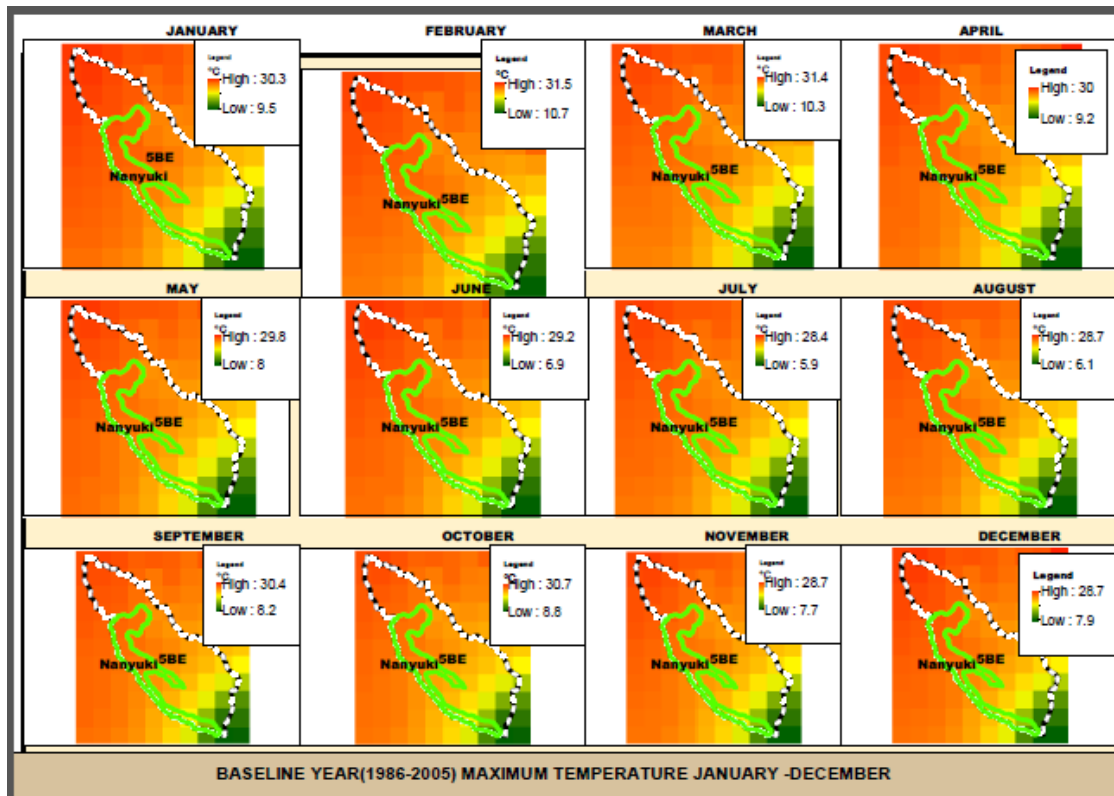 JANUARY
Legend
°C
High : 30.3
Low : 9.5
5BE
Nanyuki
FEBRUARY
Legend
°C
High : 31.5
Low : 10.7
Nanyuki 5BE
MARCH
Legend
°C
High : 31.4
Low : 10.3
Nanyuki 5BE
APRIL
Legend
High : 30
Low : 9.2
Nanyuki 5BE
MAY
Legend
°C
High : 29.8
Low : 8
Nanyuki 5BE
JUNE
Legend
°C
High : 29.2
Low : 6.9
Nanyuki 5BE
JULY
Legend
°C
High : 28.4
Low : 5.9
Nanyuki 5BE
AUGUST
Legend
°C
High : 28.7
Low : 6.1
Nanyuki 5BE
SEPTEMBER
Legend
°C
High : 30.4
Low : 8.2
Nanyuki 5BE
OCTOBER
Legend
°C
High : 30.7
Low : 8.8
Nanyuki 5BE
NOVEMBER
Legend
°C
High : 28.7
Low : 7.7
Nanyuki 5BE
DECEMBER
Legend
°C
High : 28.7
Low : 7.9
Nanyuki 5BE
BASELINE YEAR(1986-2005) MAXIMUM TEMPERATURE JANUARY -DECEMBER